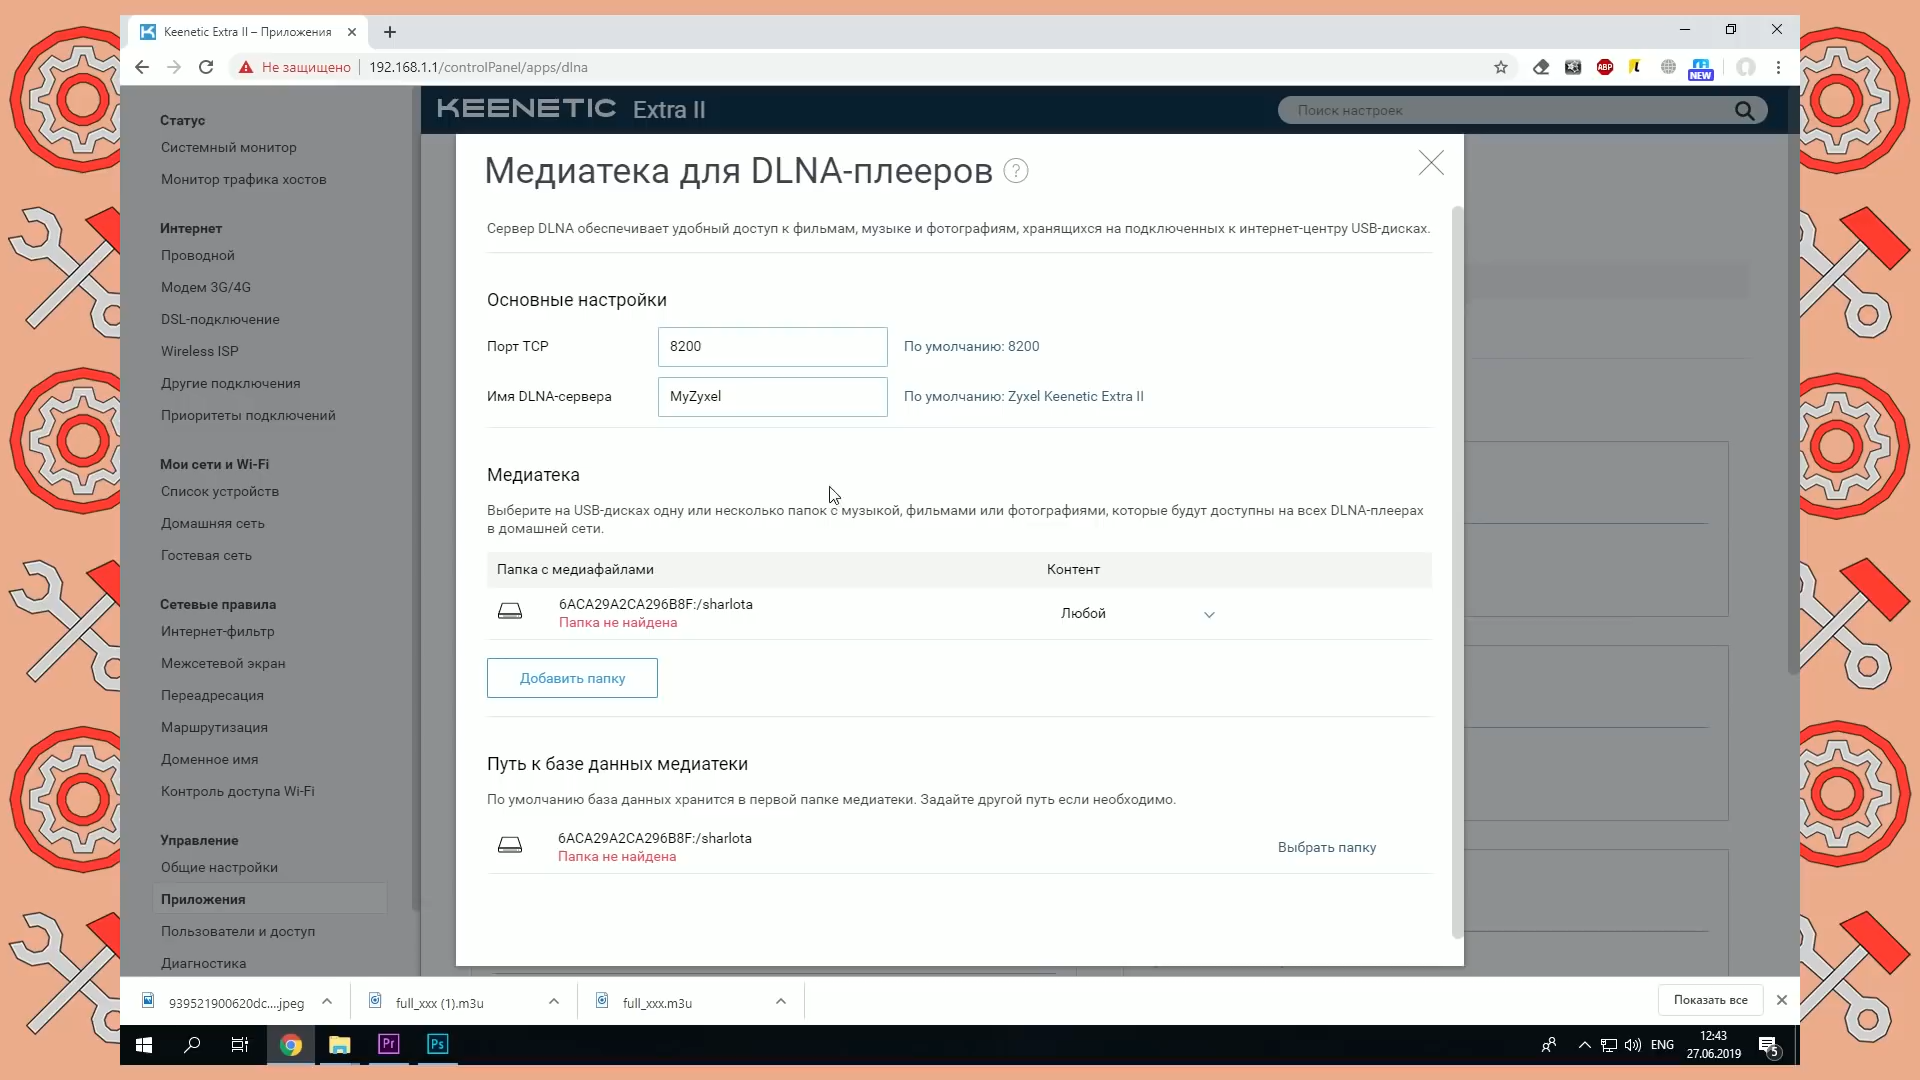 Keenetic Extra II – Приложения
Не защищено
192.168.1.1/controlPanel/apps/dlna
ABP
NEW
Статус
Системный монитор
Монитор трафика хостов
Интернет
Проводной
Модем 3G/4G
DSL-подключение
Wireless ISP
Другие подключения
Приоритеты подключений
Мои сети и Wi-Fi
Список устройств
Домашняя сеть
Гостевая сеть
Сетевые правила
Интернет-фильтр
Межсетевой экран
Переадресация
Маршрутизация
Доменное имя
Контроль доступа Wi-Fi
Управление
Общие настройки
Приложения
Пользователи и доступ
Диагностика
KEENETIC Extra II
Поиск настроек
Медиатека для DLNA-плееров ?
Сервер DLNA обеспечивает удобный доступ к фильмам, музыке и фотографиям, хранящихся на подключенных к интернет-центру USB-дисках.
Основные настройки
Порт TCP
8200
По умолчанию: 8200
Имя DLNA-сервера
MyZyxel
По умолчанию: Zyxel Keenetic Extra II
Медиатека
Выберите на USB-дисках одну или несколько папок с музыкой, фильмами или фотографиями, которые будут доступны на всех DLNA-плеерах
в домашней сети.
Папка с медиафайлами
Контент
6ACA29A2CA296B8F:/sharlota
Папка не найдена
Любой
Добавить папку
Путь к базе данных медиатеки
По умолчанию база данных хранится в первой папке медиатеки. Задайте другой путь если необходимо.
6ACA29A2CA296B8F:/sharlota
Папка не найдена
Выбрать папку
939521900620dc....jpeg
full_xxx (1).m3u
full_xxx.m3u
Показать все
Pr
Ps
ENG
12:43
27.06.2019
5